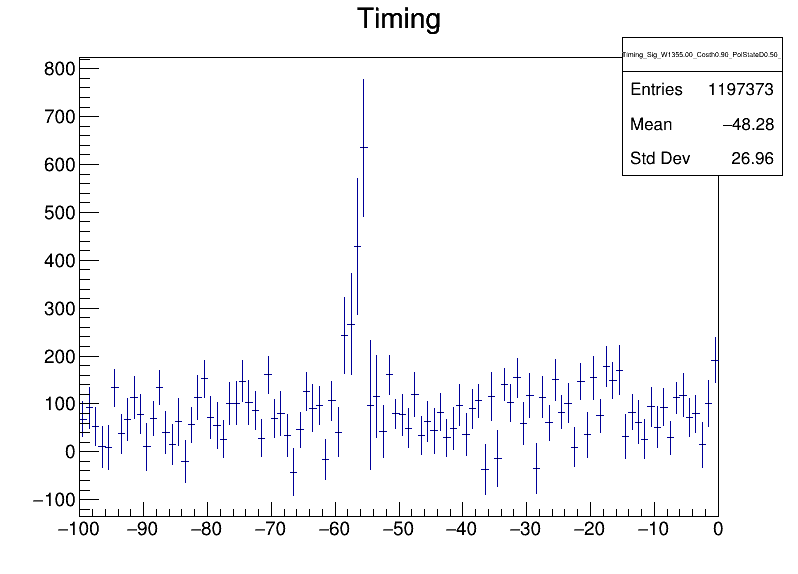 Timing
Timing_Sig_W1355.00_Costh0.90_PolStateD0.50_
Entries 1197373
Mean −48.28
Std Dev 26.96
800
700
600
500
400
300
200
100
0
−100
−100 −90 −80 −70 −60 −50 −40 −30 −20 −10 0